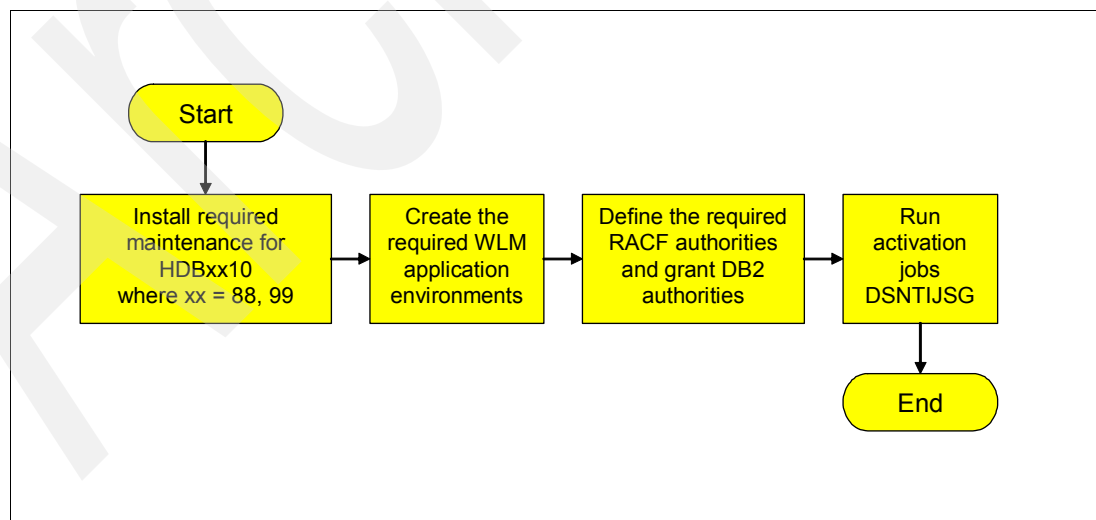 Start
Install required
maintenance for
HDBxx10
where xx = 88, 99
Create the
required WLM
application
environments
Define the required
RACF authorities
and grant DB2
authorities
Run
activation
jobs
DSNTIJSG
End